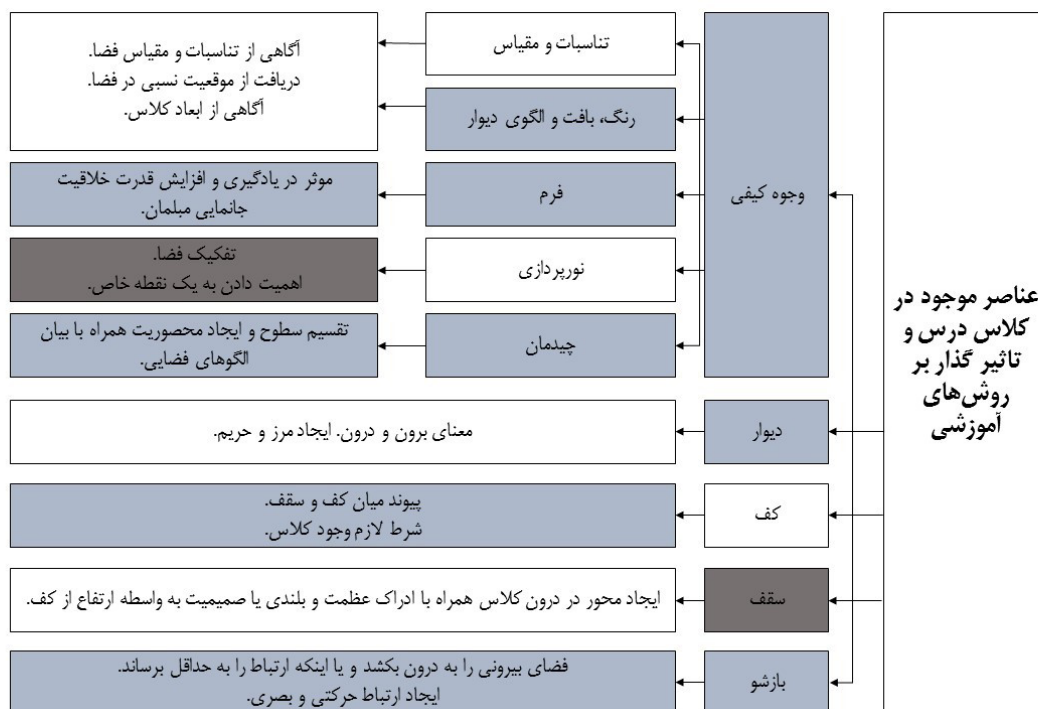 عناصر موجود در
کلاس درس و
تاثیر گذار بر
روش‌های
آموزشی
وجوه کیفی
تناسبات و مقیاس
آگاهی از تناسبات و مقیاس فضا.
دریافت از موقعیت نسبی در فضا.
آگاهی از ابعاد کلاس.
رنگ، بافت و الگوی دیوار
فرم
موثر در یادگیری و افزایش قدرت خلاقیت
جانمایی مبلمان.
نورپردازی
تفکیک فضا.
اهمیت دادن به یک نقطه خاص.
چیدمان
تقسیم سطوح و ایجاد محصوریت همراه با بیان
الگوهای فضایی.
دیوار
معنای برون و درون. ایجاد مرز و حریم.
کف
پیوند میان کف و سقف.
شرط لازم وجود کلاس.
سقف
ایجاد محور در درون کلاس همراه با ادراک عظمت و بلندی یا صمیمیت به واسطه ارتفاع از کف.
بازشو
فضای بیرونی را به درون بکشد و یا اینکه ارتباط را به حداقل برساند.
ایجاد ارتباط حرکتی و بصری.